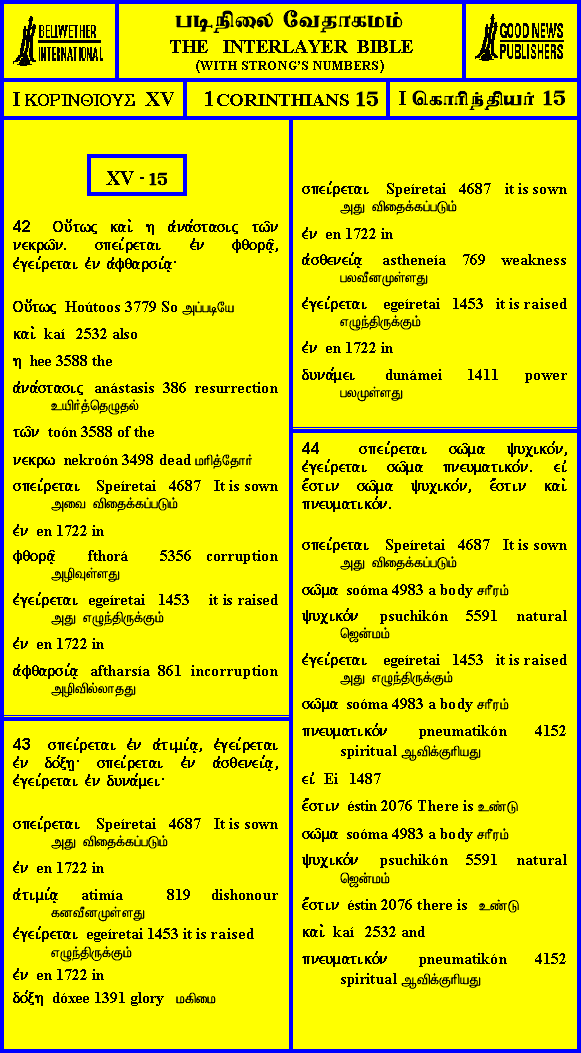 BELLWETHER
INTERNATIONAL
படிநிலை வேதாகமம்
THE INTERLAYER BIBLE
(WITH STRONG'S NUMBERS)
GOOD NEWS
PUBLISHERS
I ΚΟΡΙΝΘΙΟΥΣ XV
1 CORINTHIANS 15
I கொரிந்தியர் 15
XV - 15
42 Οὕτως καὶ η ἀνάστασις τῶν
νεκρῶν. σπείρεται ἐν φθορᾷ,
ἐγείρεται ἐν ἀφθαρσίᾳ·
Οὕτως Hoútoos 3779 So அப்படியே
καὶ kaí 2532 also
η hee 3588 the
ἀνάστασις anástasis 386 resurrection
உயிர்த்தெழுதல்
τῶν toón 3588 of the
νεκρω nekroón 3498 dead மரித்தோர்
σπείρεται Speíretai 4687 It is sown
அவை விதைக்கப்படும்
ἐν en 1722 in
φθορᾷ fthorá 5356 corruption
அழிவுள்ளது
ἐγείρεται egeíretai 1453 it is raised
அது எழுந்திருக்கும்
ἐν en 1722 in
ἀφθαρσίᾳ aftharsía 861 incorruption
அழிவில்லாதது
43 σπείρεται ἐν ἀτιμίᾳ, ἐγείρεται
ἐν δόξῃ· σπείρεται ἐν ἀσθενείᾳ,
ἐγείρεται ἐν δυνάμει·
σπείρεται Speíretai 4687 It is sown
அது விதைக்கப்படும்
ἐν en 1722 in
ἀτιμίᾳ atimía 819 dishonour
கனவீனமுள்ளது
ἐγείρεται egeíretai 1453 it is raised
எழுந்திருக்கும்
ἐν en 1722 in
δόξῃ dóxee 1391 glory மகிமை
σπείρεται Speíretai 4687 it is sown
அது விதைக்கப்படும்
ἐν en 1722 in
ἀσθενείᾳ astheneía 769 weakness
பலவீனமுள்ளது
ἐγείρεται egeíretai 1453 it is raised
எழுந்திருக்கும்
ἐν en 1722 in
δυνάμει dunámei 1411 power
பலமுள்ளது
44 σπείρεται σῶμα ψυχικόν,
ἐγείρεται σῶμα πνευματικόν. εἰ
ἔστιν σῶμα ψυχικόν, ἔστιν καὶ
πνευματικόν.
σπείρεται Speíretai 4687 It is sown
அது விதைக்கப்படும்
σῶμα soóma 4983 a body சரீரம்
ψυχικόν psuchikón 5591 natural
ஜென்மம்
ἐγείρεται egeíretai 1453 it is raised
அது எழுந்திருக்கும்
σῶμα soóma 4983 a body சரீரம்
πνευματικόν pneumatikón 4152
spiritual ஆவிக்குரியது
εἰ Ei 1487
ἔστιν éstin 2076 There is உண்டு
σῶμα soóma 4983 a body சரீரம்
ψυχικόν psuchikón 5591 natural
ஜென்மம்
ἔστιν éstin 2076 there is உண்டு
καὶ kaí 2532 and
πνευματικόν pneumatikón 4152
spiritual ஆவிக்குரியது